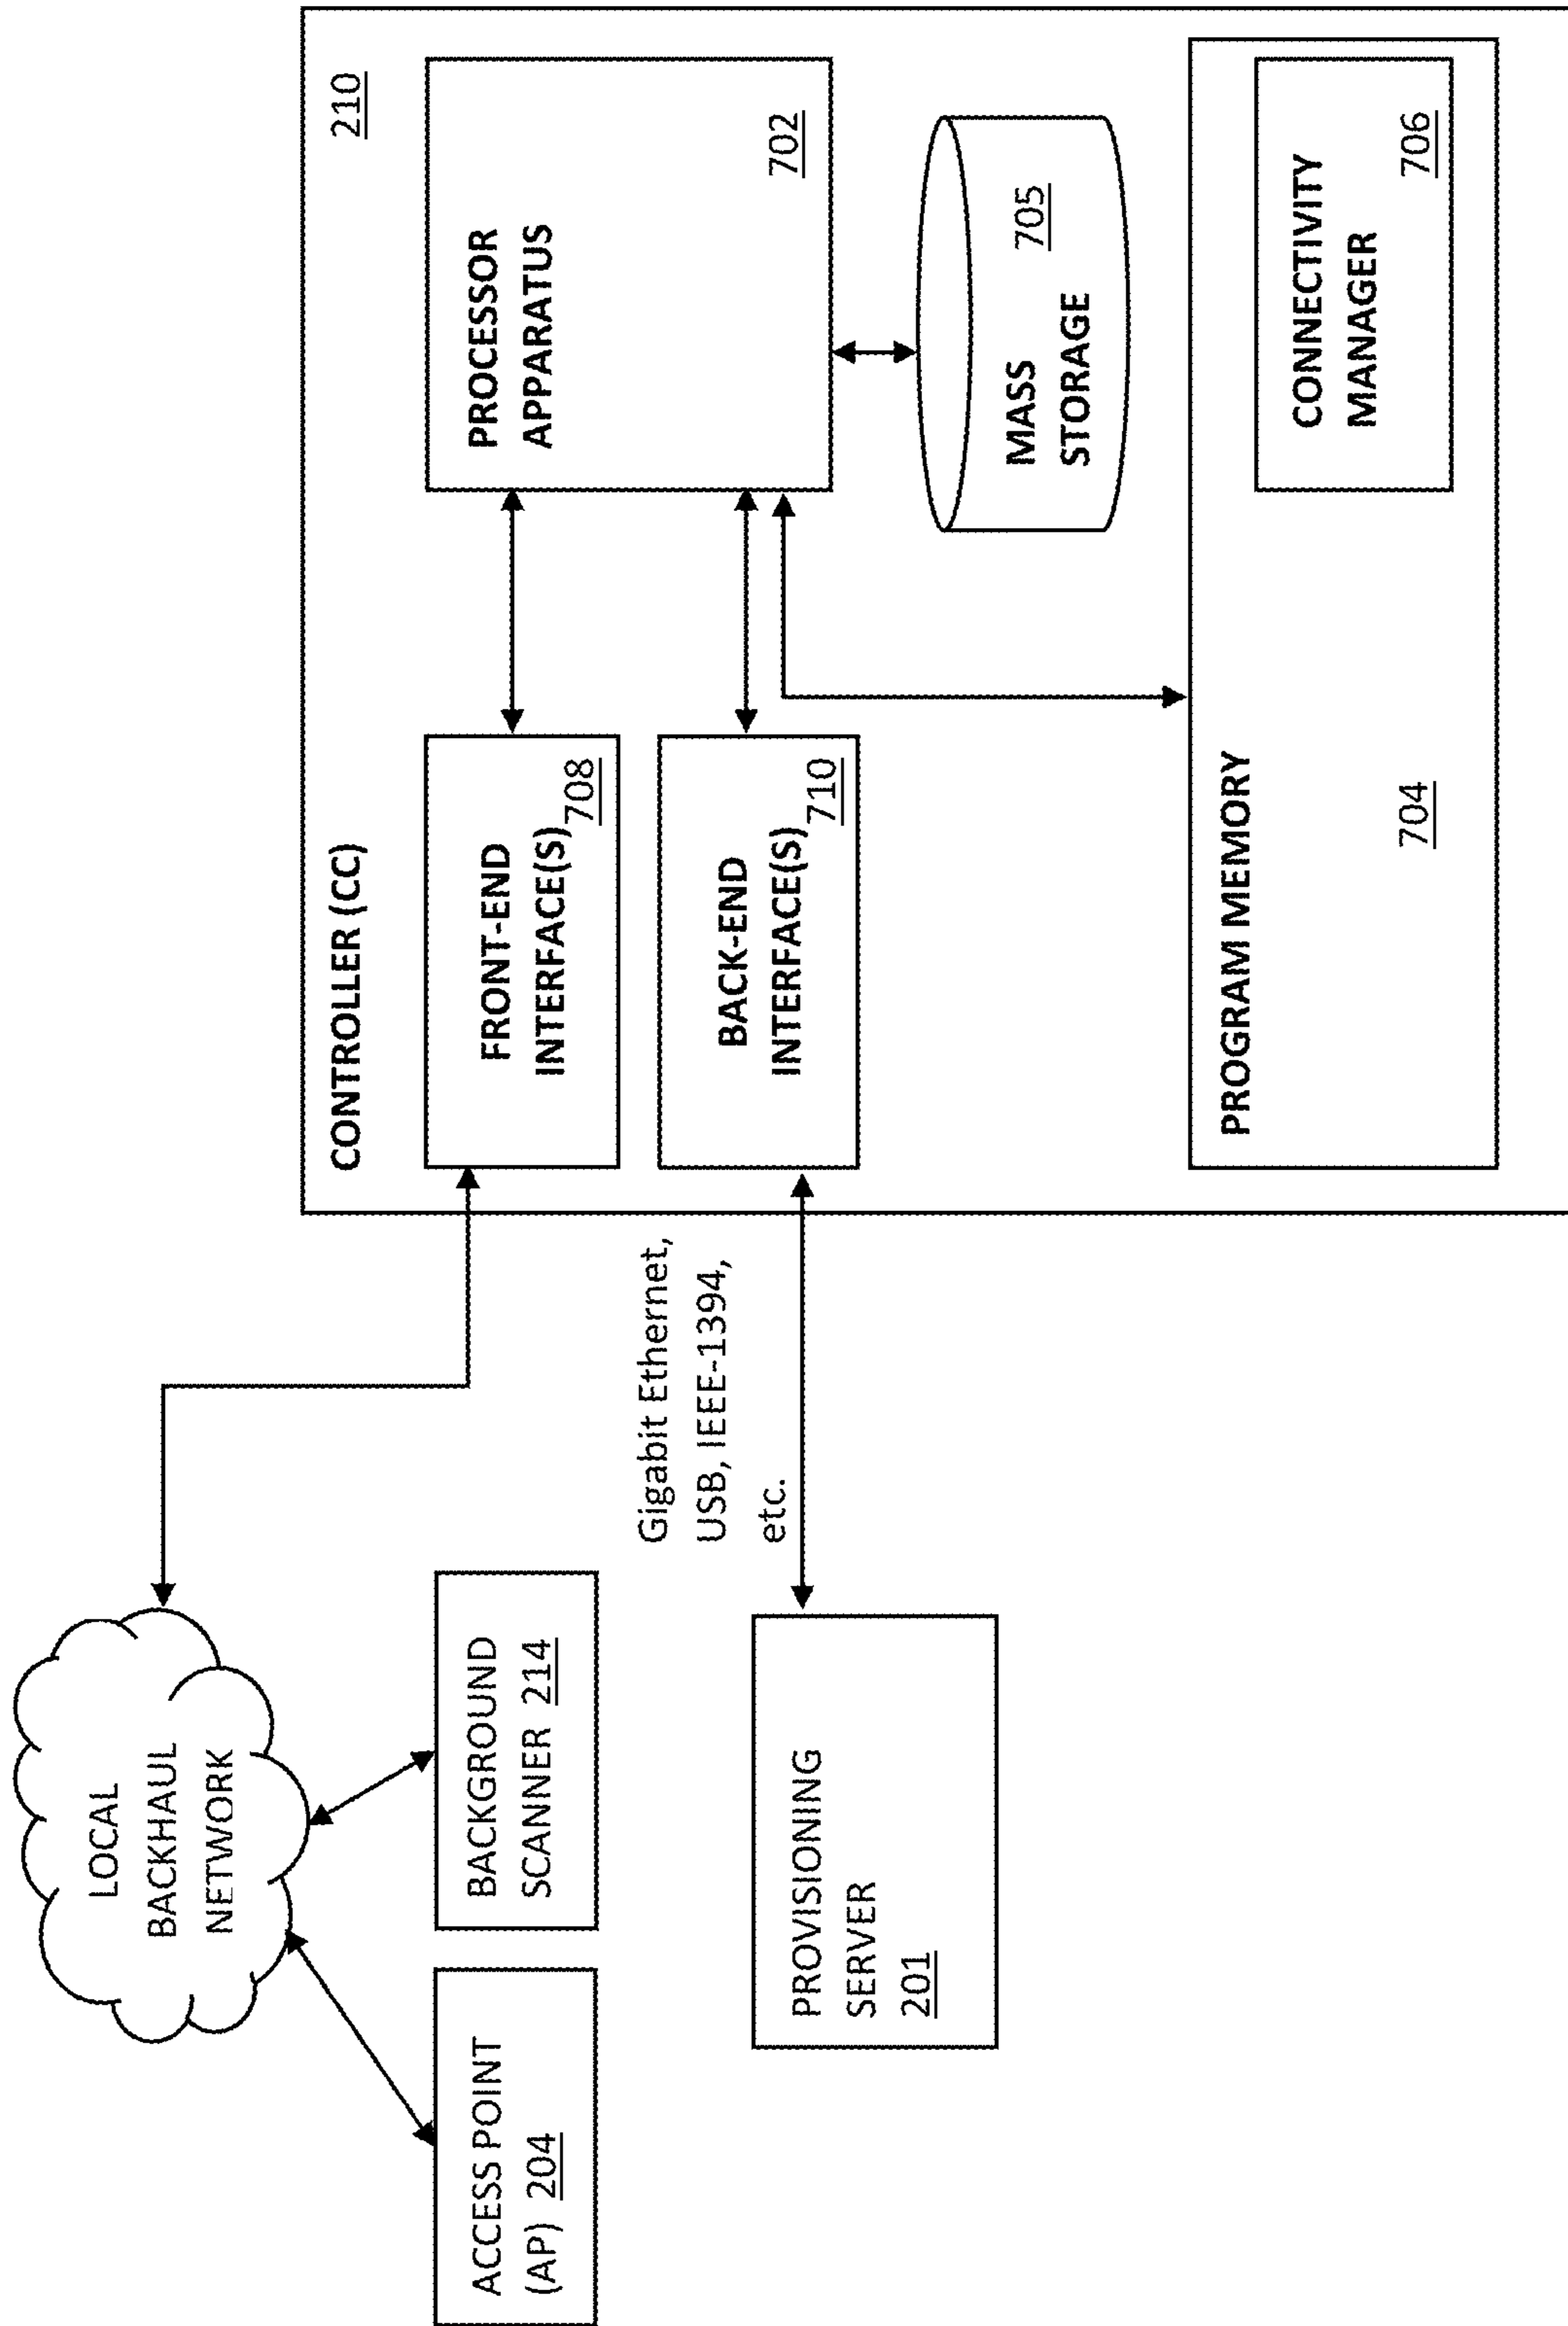 LOCAL
BACKHAUL
NETWORK
ACCESS POINT
(AP) 204
BACKGROUND
SCANNER 214
PROVISIONING
SERVER
201
Gigabit Ethernet,
USB, IEEE-1394,
etc.
CONTROLLER (CC)
210
FRONT-END
INTERFACE(S)
708
BACK-END
INTERFACE(S)
710
PROCESSOR
APPARATUS
702
MASS
STORAGE
705
PROGRAM MEMORY
704
CONNECTIVITY
MANAGER
706